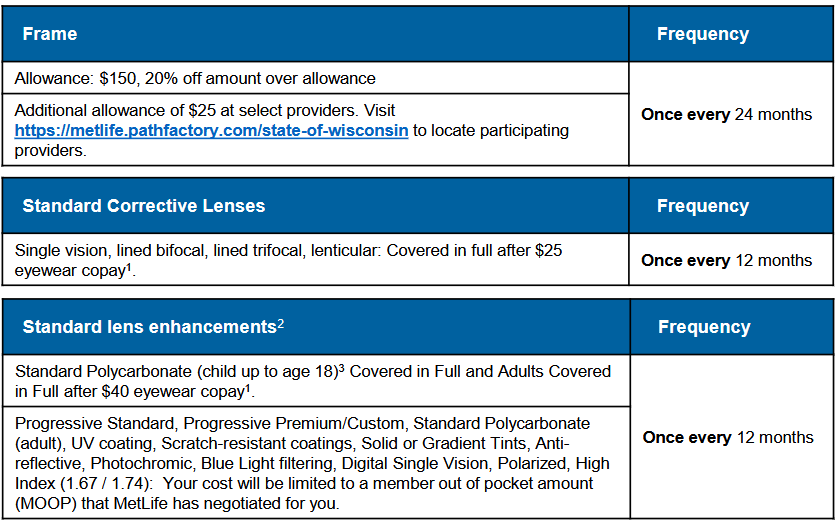 Frame
Frequency
Allowance: $150, 20% off amount over allowance
Additional allowance of $25 at select providers. Visit
https://metlife.pathfactory.com/state-of-wisconsin to locate participating
providers.
Once every 24 months
Standard Corrective Lenses
Frequency
Single vision, lined bifocal, lined trifocal, lenticular: Covered in full after $25
eyewear copay¹.
Once every 12 months
Standard lens enhancements²
Frequency
Standard Polycarbonate (child up to age 18)³ Covered in Full and Adults Covered
in Full after $40 eyewear copay¹.
Progressive Standard, Progressive Premium/Custom, Standard Polycarbonate
(adult), UV coating, Scratch-resistant coatings, Solid or Gradient Tints, Anti-
reflective, Photochromic, Blue Light filtering, Digital Single Vision, Polarized, High
Index (1.67 / 1.74):  Your cost will be limited to a member out of pocket amount
(MOOP) that MetLife has negotiated for you.
Once every 12 months